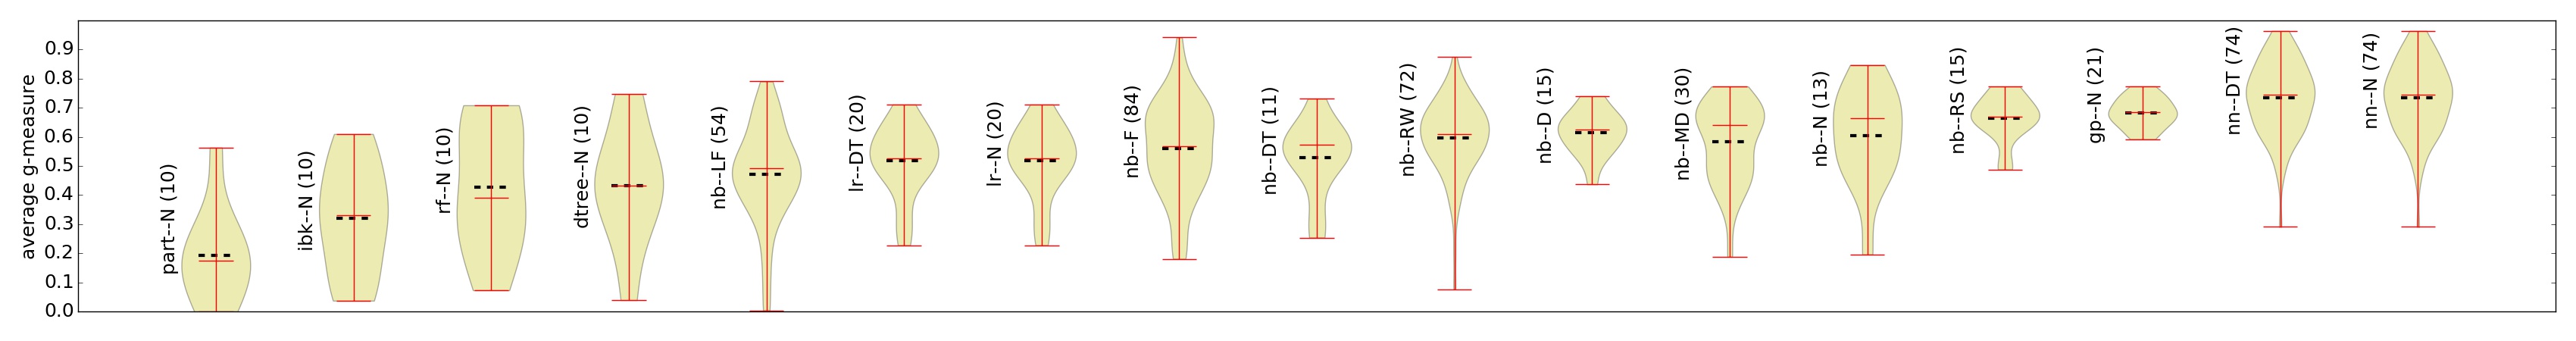 average g-measure
0.9
0.8
0.7
0.6
0.5
0.4
0.3
0.2
0.1
0.0
part--N (10)
ibk--N (10)
rf--N (10)
dtree--N (10)
nb--LF (54)
lr--DT (20)
lr--N (20)
nb--F (84)
nb--DT (11)
nb--RW (72)
nb--D (15)
nb--MD (30)
nb--N (13)
nb--RS (15)
gp--N (21)
nn--DT (74)
nn--N (74)